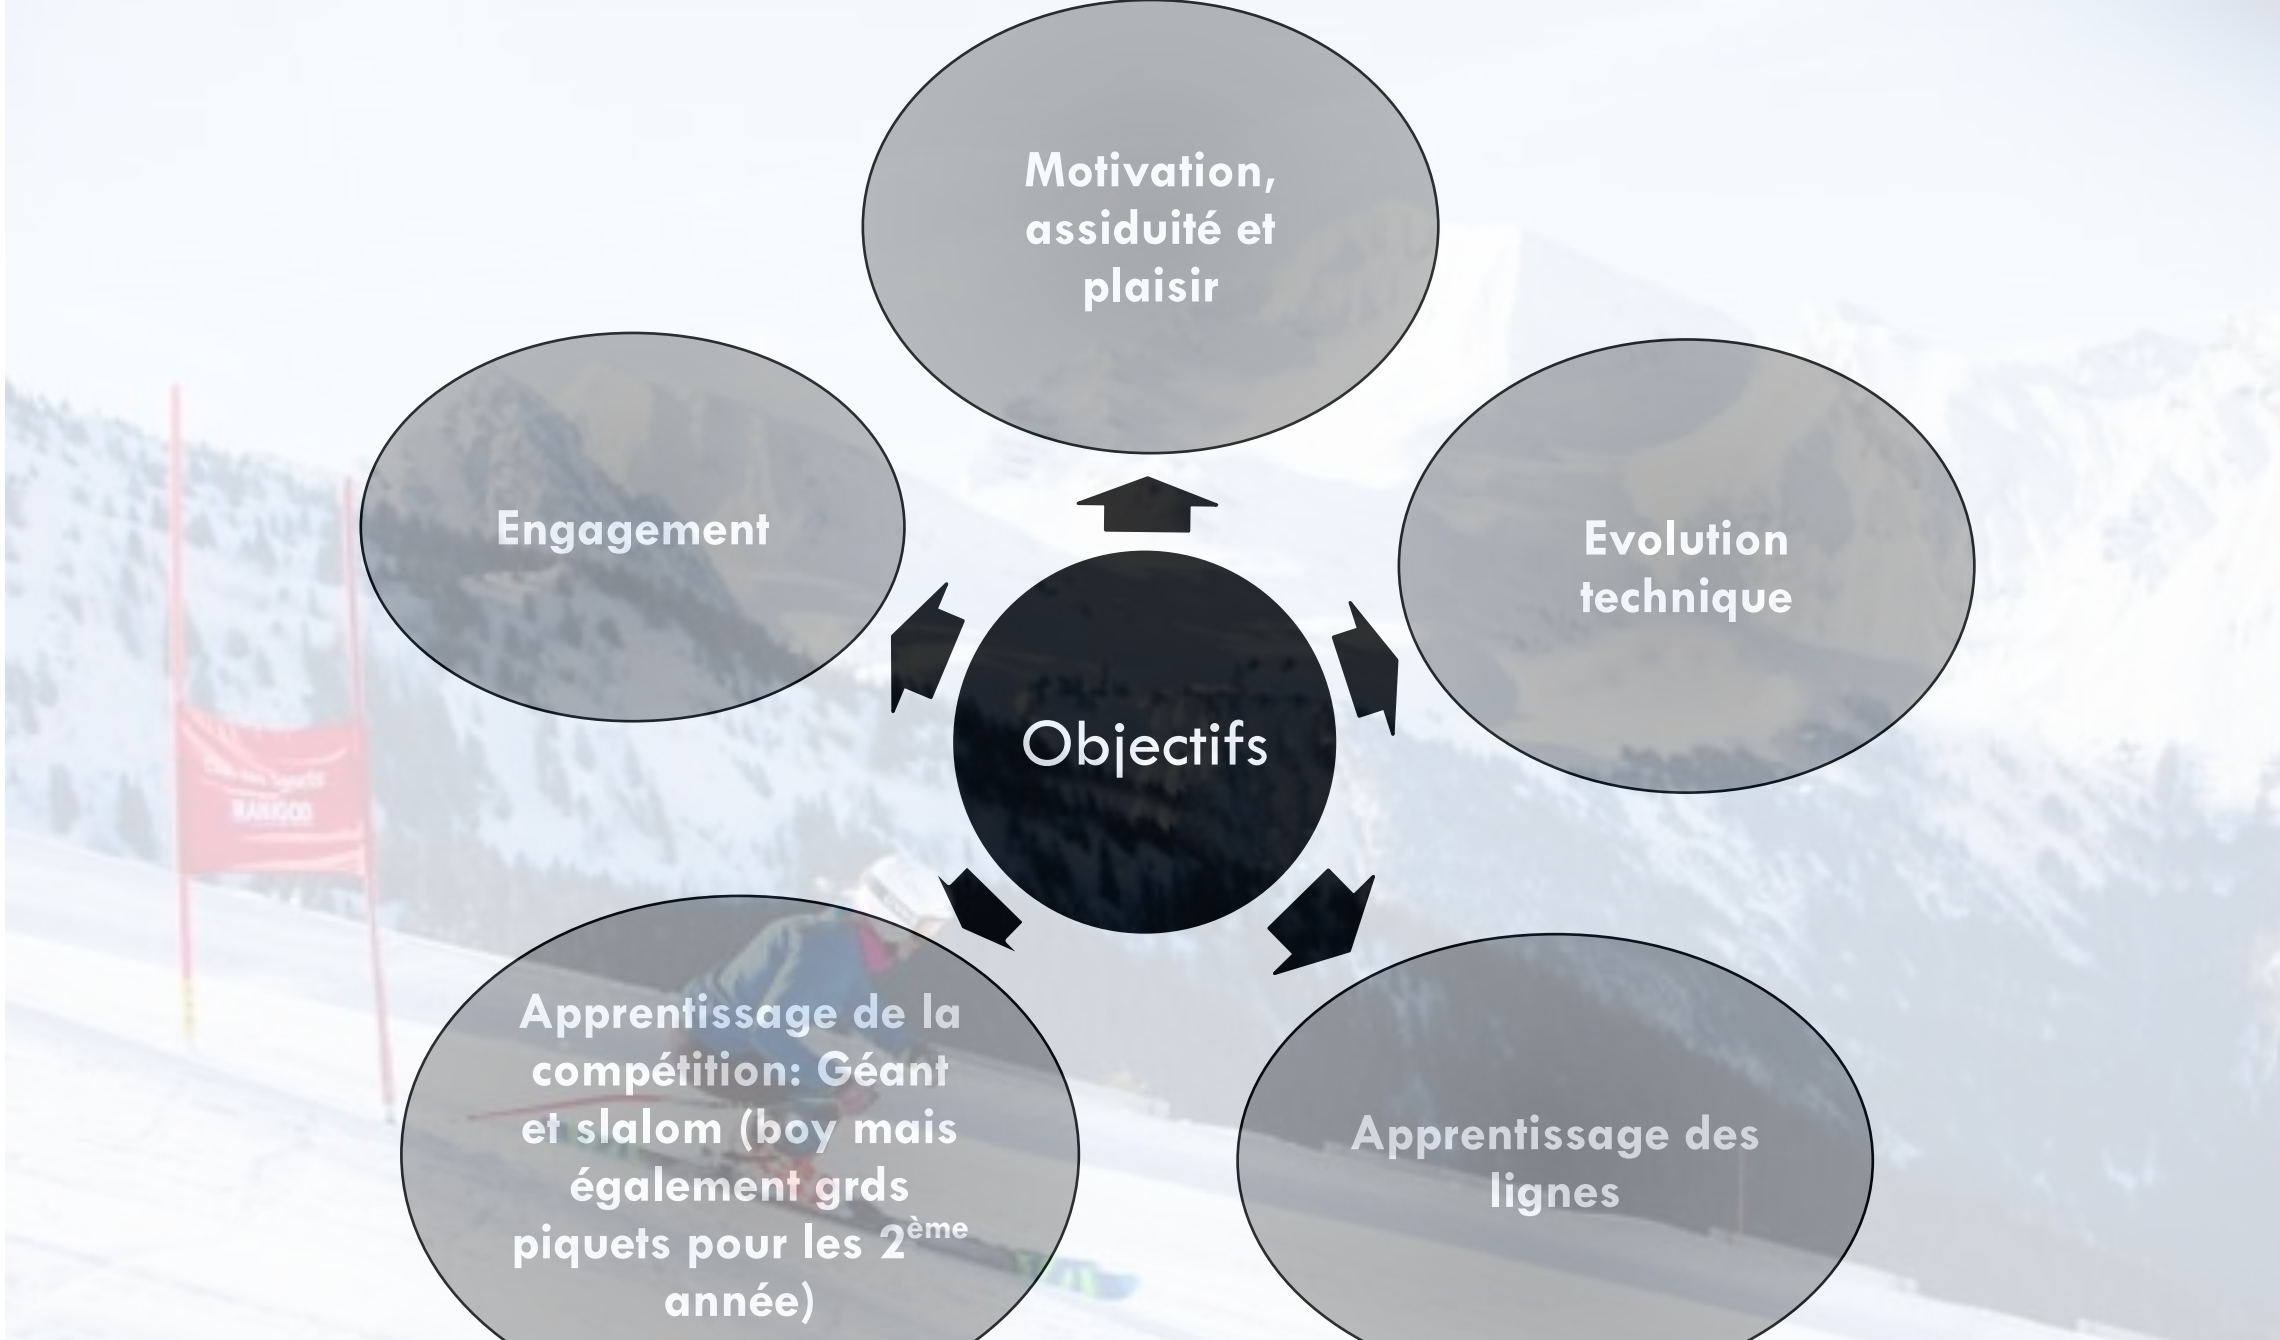 Motivation,
assiduité et
plaisir
Engagement
Evolution
technique
Objectifs
Apprentissage de la
compétition: Géant
et slalom (boy mais
également grds
piquets pour les 2ème
année)
Apprentissage des
lignes
MANIGOD